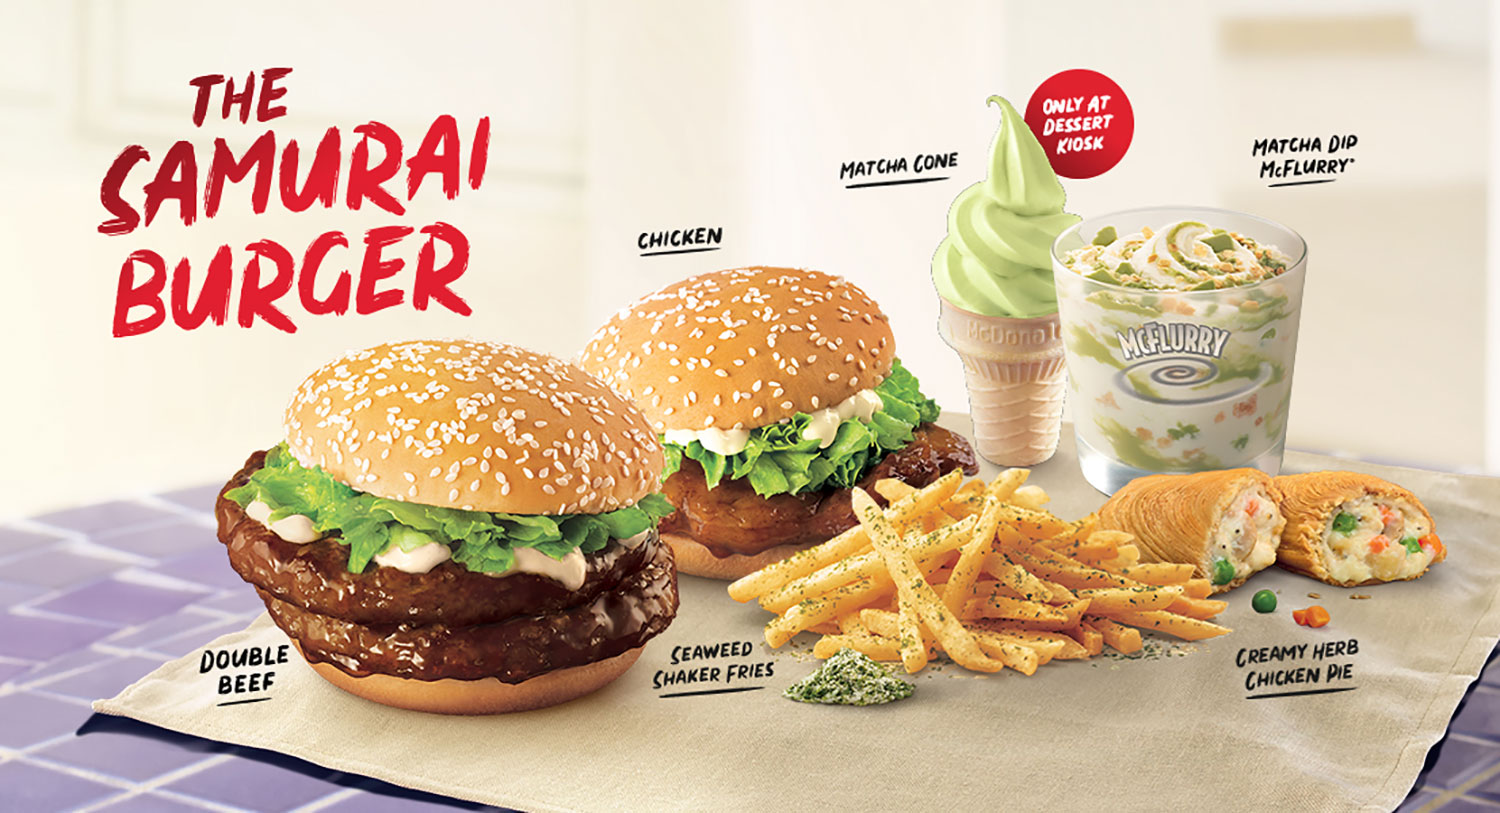 THE
SAMURAI
BURGER
CHICKEN
MATCHA CONE
ONLY AT
DESSERT
KIOSK
MATCHA DIP
McFLURRY®
McDona
McFLURRY
DOUBLE
BEEF
SEAWEED
SHAKER FRIES
CREAMY HERB
CHICKEN PIE